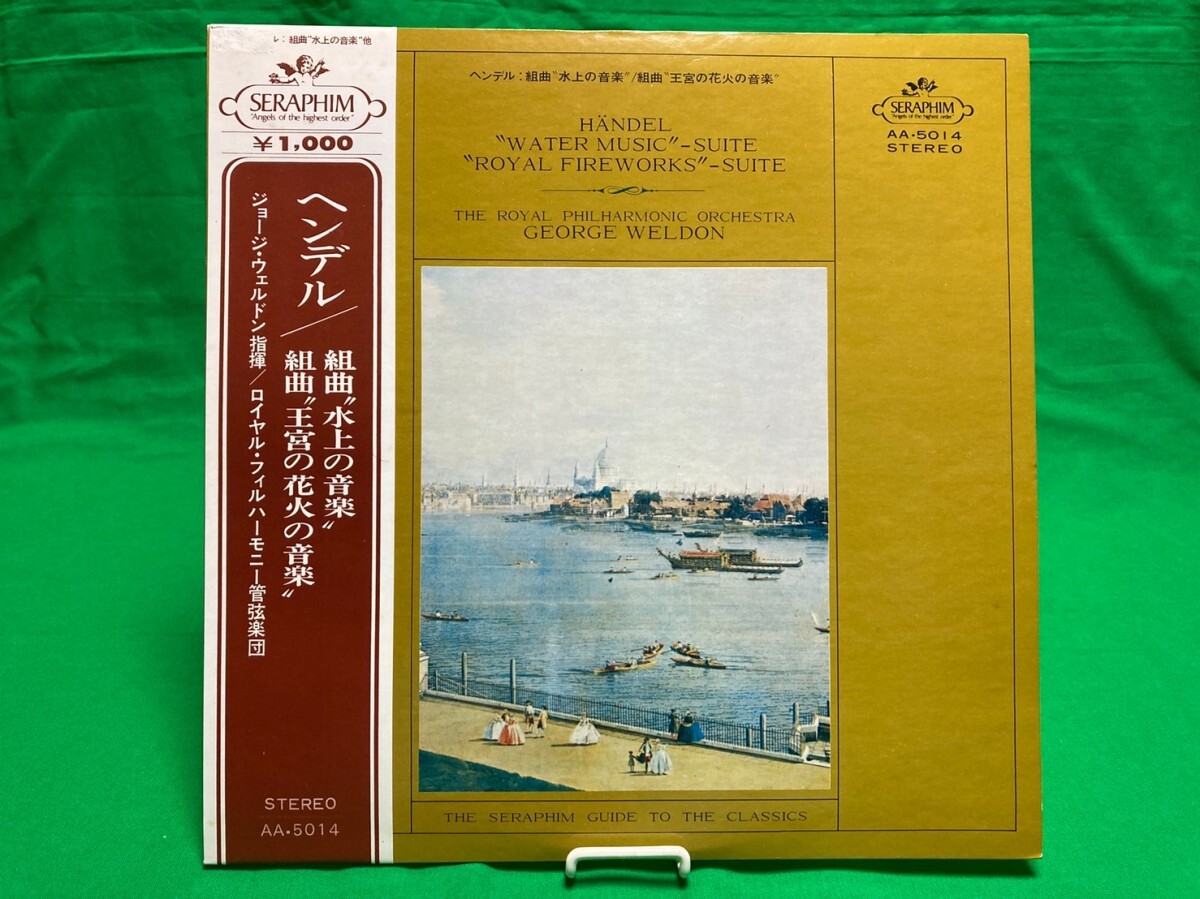 レ：組曲“水上の音楽”他
SERAPHIM
"Angels of the highest order"
￥1,000
ヘンデル／
組曲“水上の音楽”
組曲“王宮の花火の音楽”
ジョージ・ウェルドン指揮／ロイヤル・フィルハーモニー管弦楽団
STEREO
AA・5014
ヘンデル：組曲“水上の音楽”/組曲“王宮の花火の音楽”
HÄNDEL
“WATER MUSIC”-SUITE
“ROYAL FIREWORKS”-SUITE
THE ROYAL PHILHARMONIC ORCHESTRA
GEORGE WELDON
THE SERAPHIM GUIDE TO THE CLASSICS
SERAPHIM
"Angels of the highest order"
AA・5014
STEREO